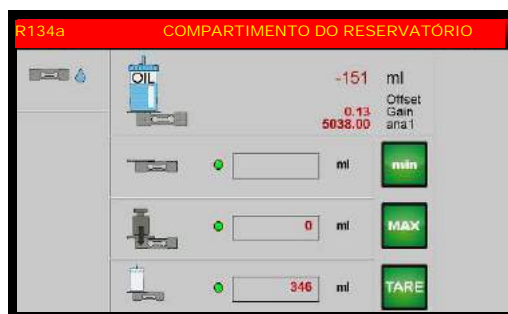 R134a COMPARTIMENTO DO RESERVATÓRIO
OIL
-151 ml
Offset
0.13 Gain
5038.00 ana1
ml min
0 ml MAX
346 ml TARE